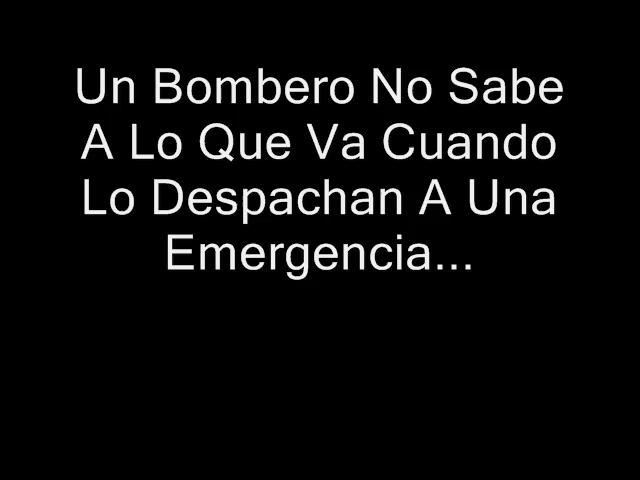 Un Bombero No Sabe
A Lo Que Va Cuando
Lo Despachan A Una
Emergencia...